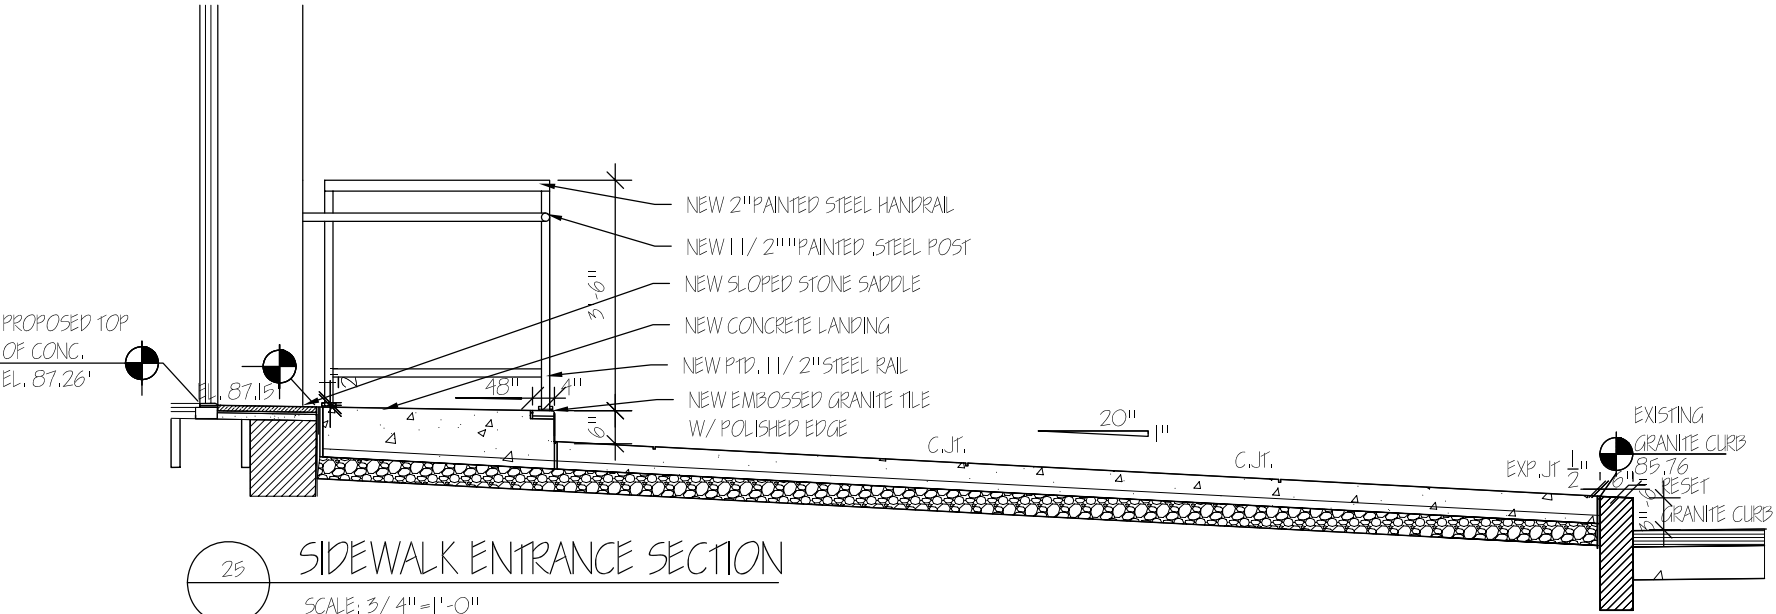 NEW 2" PAINTED STEEL HANDRAIL
NEW 1 1/2"" PAINTED STEEL POST
NEW SLOPED STONE SADDLE
NEW CONCRETE LANDING
NEW PTD. 1 1/2" STEEL RAIL
NEW EMBOSSED GRANITE TILE
W/ POLISHED EDGE
3'-6"
PROPOSED TOP
OF CONC.
EL. 87.26'
EL. 87.15'
48"
4"
6"
C.JT.
20"
1"
C.JT.
EXP.JT 1/2"
6"
EXISTING
GRANITE CURB
85.76
RESET
GRANITE CURB
25
SIDEWALK ENTRANCE SECTION
SCALE: 3/4"=1'-0"